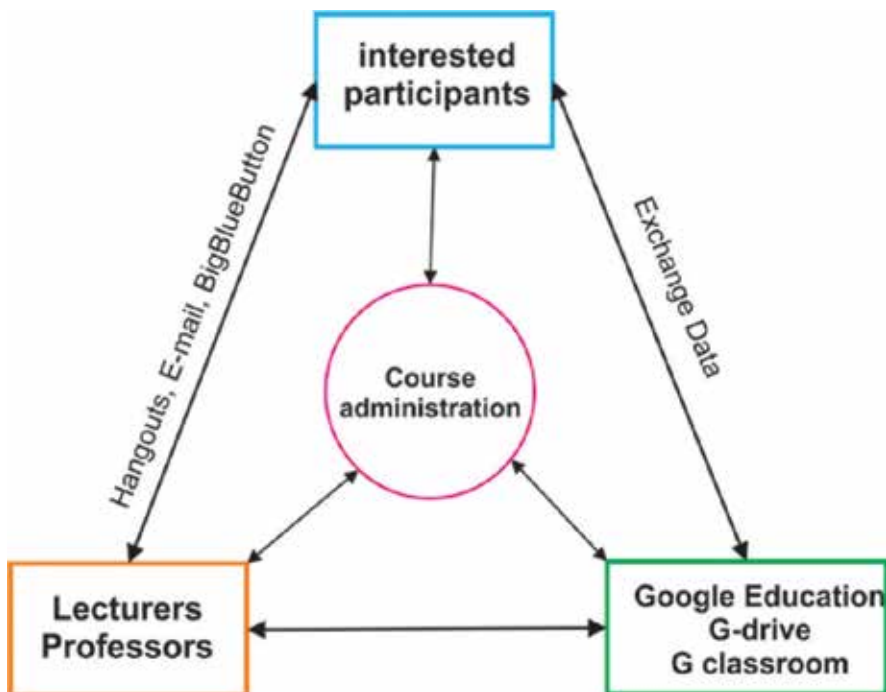 interested
participants
Hangouts, E-mail, BigBlueButton
Exchange Data
Course
administration
Lecturers
Professors
Google Education
G-drive
G classroom